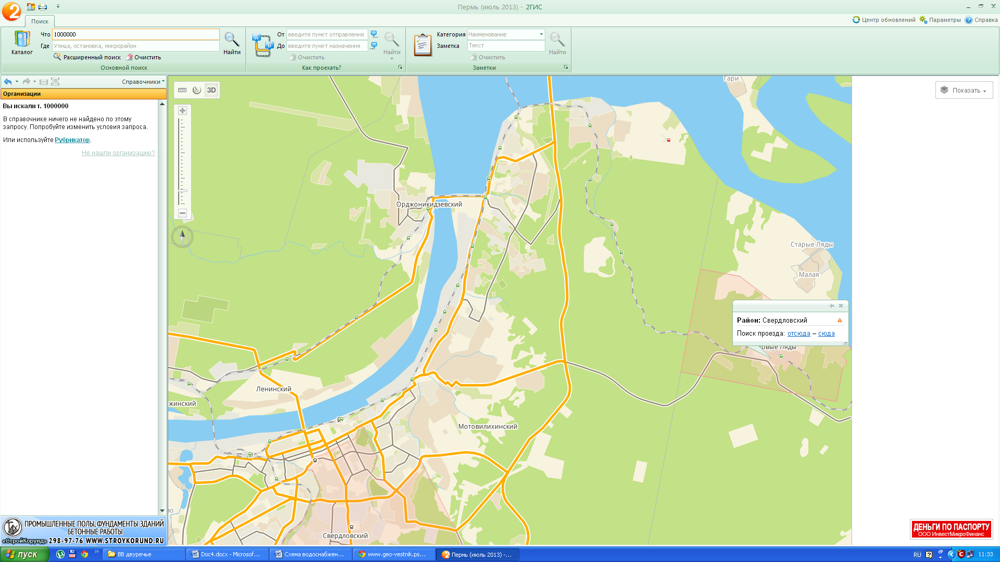 Пермь (июль 2013) - 2ГИС
Поиск
Центр обновлений
Параметры
Справка
Каталог
Что
1000000
Где
Улица, остановка, микрорайон
Расширенный поиск
Очистить
Найти
Основной поиск
От
введите пункт отправления
До
введите пункт назначения
Очистить
Найти
Как проехать?
Категория
Наименование
Заметка
Текст
Очистить
Найти
Заметки
Справочники
Организации
Вы искали т. 1000000
В справочнике ничего не найдено по этому
запросу. Попробуйте изменить условия запроса.
Или используйте Рубрикатор.
Не нашли организацию?
3D
Показать
Гари
Орджоникидзевский
Старые Ляды
Малая
Район: Свердловский
Поиск проезда: отсюда – сюда
овые Ляды
Ленинский
жинский
Мотовилихинский
во
Свердловский
ПРОМЫШЛЕННЫЕ ПОЛЫ, ФУНДАМЕНТЫ ЗДАНИЙ
БЕТОННЫЕ РАБОТЫ
«СтройКорунд» 298-97-76 WWW.STROYKORUND.RU
ДЕНЬГИ ПО ПАСПОРТУ
ООО ИнвестМикроФинанс
пуск
ВВ двуречье
Doc4.docx - Microsof...
Схема водоснабжен...
www.geo-vestnik.ps...
Пермь (июль 2013) -...
RU
11:33